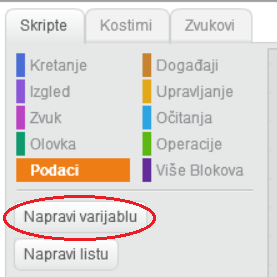 Skripte Kostimi Zvukovi
Kretanje Događaji
Izgled Upravljanje
Zvuk Očitanja
Olovka Operacije
Podaci Više Blokova
Napravi varijablu
Napravi listu